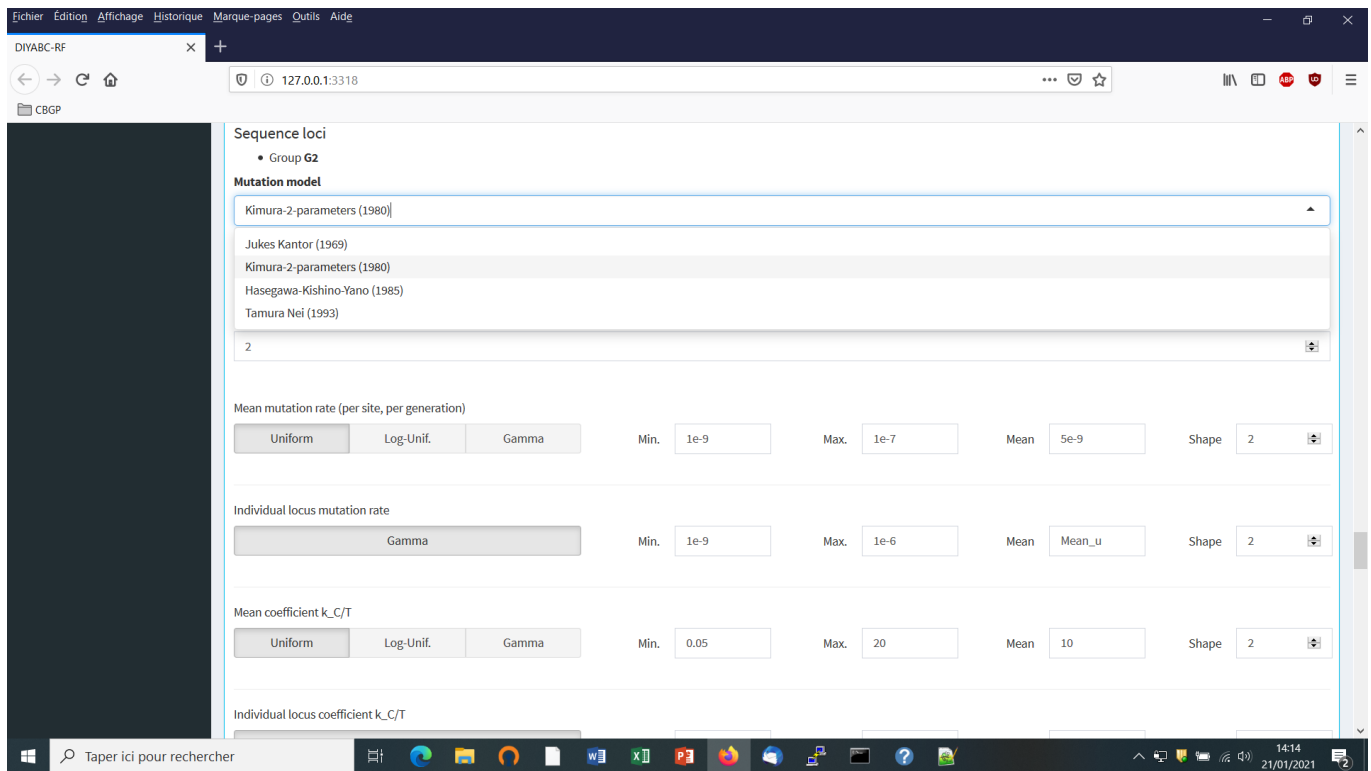 Fichier Édition Affichage Historique Marque-pages Outils Aide
DIYABC-RF
127.0.0.1:3318
ABP
CBGP
Sequence loci
• Group G2
Mutation model
Kimura-2-parameters (1980)
Jukes Kantor (1969)
Kimura-2-parameters (1980)
Hasegawa-Kishino-Yano (1985)
Tamura Nei (1993)
2
Mean mutation rate (per site, per generation)
Uniform Log-Unif. Gamma Min. 1e-9 Max. 1e-7 Mean 5e-9 Shape 2
Individual locus mutation rate
Gamma Min. 1e-9 Max. 1e-6 Mean Mean_u Shape 2
Mean coefficient k_C/T
Uniform Log-Unif. Gamma Min. 0.05 Max. 20 Mean 10 Shape 2
Individual locus coefficient k_C/T
Taper ici pour rechercher
14:14
21/01/2021
2